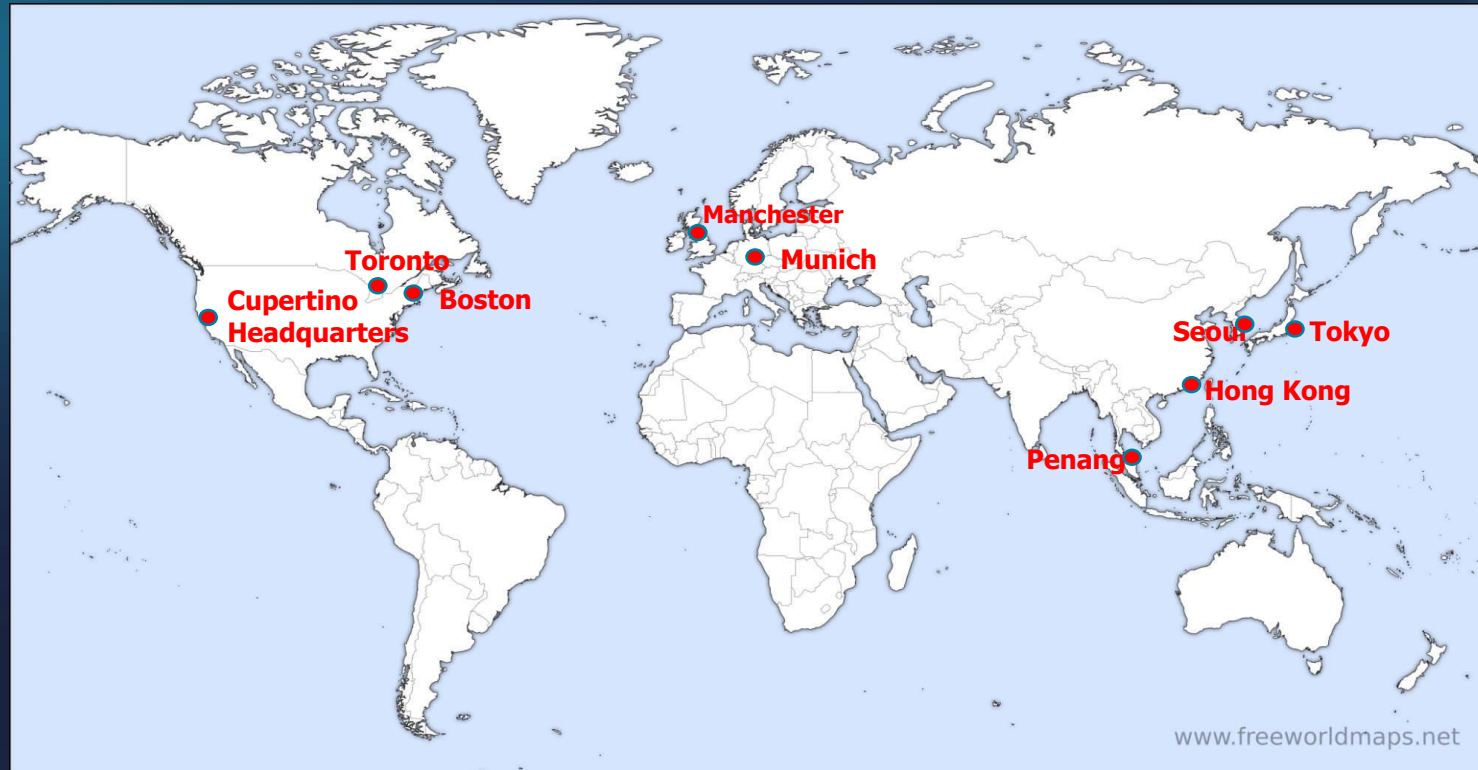 Manchester
Munich
Toronto
Boston
Cupertino
Headquarters
Seoul
Tokyo
Hong Kong
Penang
www.freeworldmaps.net